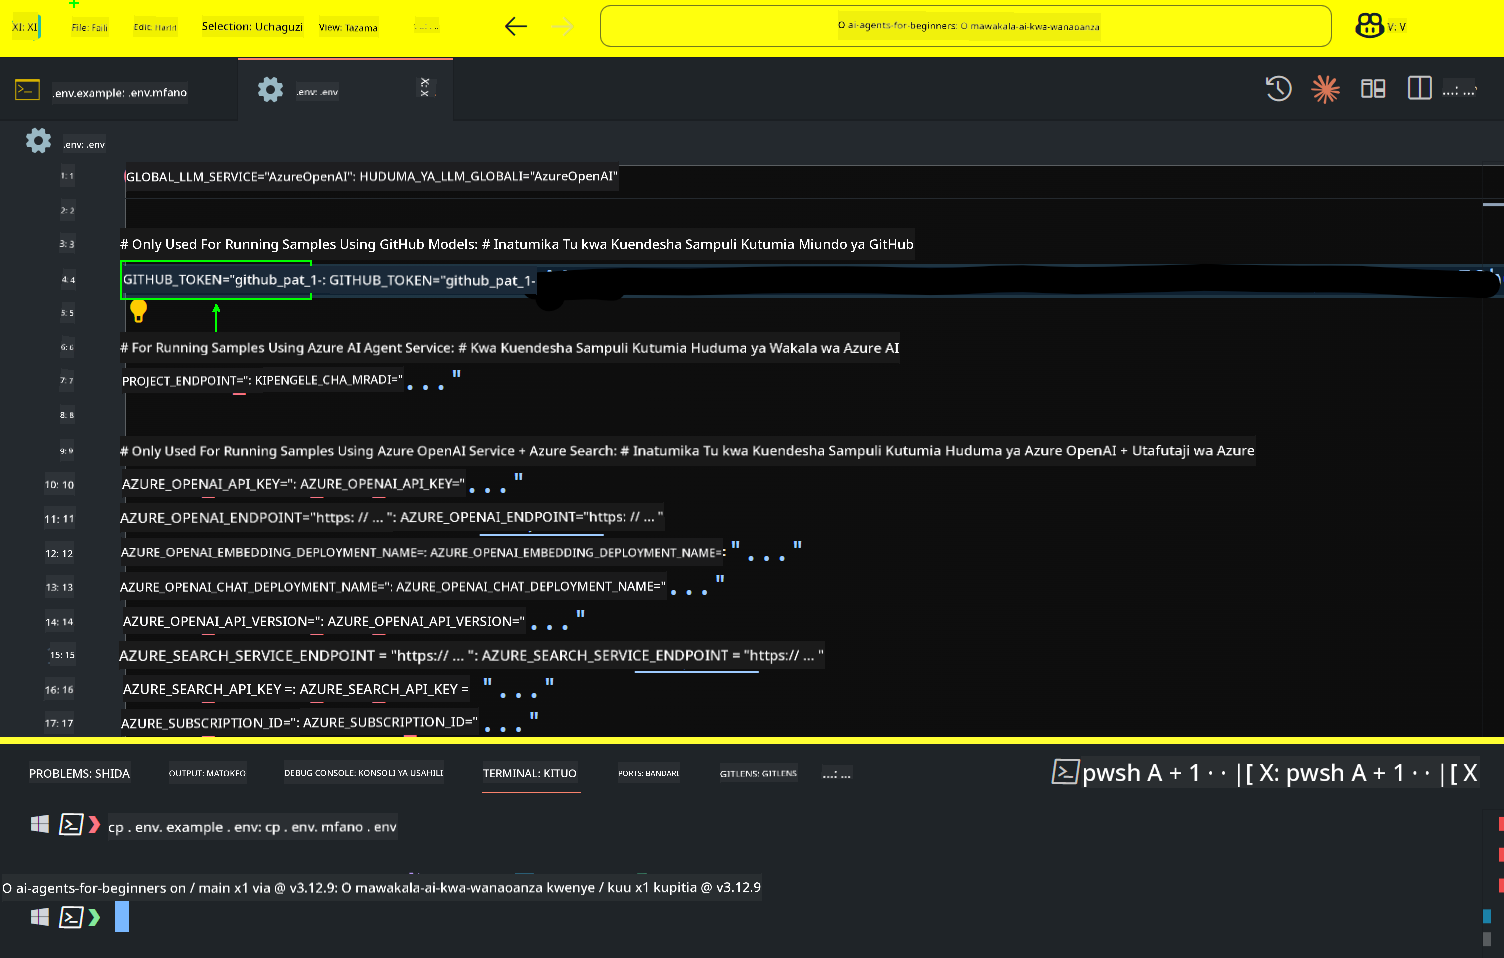 XI: XI File: Faili Edit: Hariri Selection: Uchaguzi View: Tazama
O ai-agents-for-beginners: O mawakala-ai-kwa-wanaoanza
V: V
.env.example: .env.mfano .env: .env
.env: .env
1: 1 GLOBAL_LLM_SERVICE="AzureOpenAI": HUDUMA_YA_LLM_GLOBALI="AzureOpenAI"
2: 2
3: 3 # Only Used For Running Samples Using GitHub Models: # Inatumika Tu kwa Kuendesha Sampuli Kutumia Miundo ya GitHub
4: 4 GITHUB_TOKEN="github_pat_1-: GITHUB_TOKEN="github_pat_1-
5: 5
6: 6 # For Running Samples Using Azure AI Agent Service: # Kwa Kuendesha Sampuli Kutumia Huduma ya Wakala wa Azure AI
7: 7 PROJECT_ENDPOINT=": KIPENGELE_CHA_MRADI="..."
8: 8
9: 9 # Only Used For Running Samples Using Azure OpenAI Service + Azure Search: # Inatumika Tu kwa Kuendesha Sampuli Kutumia Huduma ya Azure OpenAI + Utafutaji wa Azure
10: 10 AZURE_OPENAI_API_KEY=": AZURE_OPENAI_API_KEY="..."
11: 11 AZURE_OPENAI_ENDPOINT="https: // ... ": AZURE_OPENAI_ENDPOINT="https: // ... "
12: 12 AZURE_OPENAI_EMBEDDING_DEPLOYMENT_NAME=: AZURE_OPENAI_EMBEDDING_DEPLOYMENT_NAME=: "..."
13: 13 AZURE_OPENAI_CHAT_DEPLOYMENT_NAME=": AZURE_OPENAI_CHAT_DEPLOYMENT_NAME="..."
14: 14 AZURE_OPENAI_API_VERSION=": AZURE_OPENAI_API_VERSION="..."
15: 15 AZURE_SEARCH_SERVICE_ENDPOINT = "https:// ... ": AZURE_SEARCH_SERVICE_ENDPOINT = "https:// ... "
16: 16 AZURE_SEARCH_API_KEY =: AZURE_SEARCH_API_KEY = "..."
17: 17 AZURE_SUBSCRIPTION_ID=": AZURE_SUBSCRIPTION_ID="..."
PROBLEMS: SHIDA OUTPUT: MATOKEO DEBUG CONSOLE: KONSOLI YA USAHILI TERMINAL: KITUO PORTS: BANDARI GITLENS: GITLENS ...: ... pwsh A + 1 · · |[ X: pwsh A + 1 · · |[ X
cp . env. example . env: cp . env. mfano . env
O ai-agents-for-beginners on / main x1 via @ v3.12.9: O mawakala-ai-kwa-wanaoanza kwenye / kuu x1 kupitia @ v3.12.9